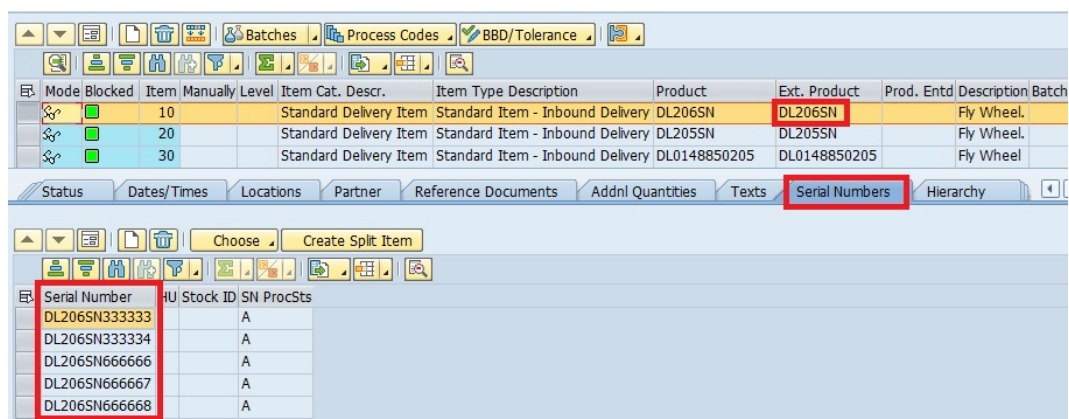 Batches Process Codes BBD/Tolerance
Mode Blocked Item Manually Level Item Cat. Descr. Item Type Description Product Ext. Product Prod. Entd Description Batch
10 Standard Delivery Item Standard Item - Inbound Delivery DL206SN DL206SN Fly Wheel.
20 Standard Delivery Item Standard Item - Inbound Delivery DL205SN DL205SN Fly Wheel.
30 Standard Delivery Item Standard Item - Inbound Delivery DL0148850205 DL0148850205 Fly Wheel
Status Dates/Times Locations Partner Reference Documents Addnl Quantities Texts Serial Numbers Hierarchy
Choose Create Split Item
Serial Number HU Stock ID SN ProcSts
DL206SN333333 A
DL206SN333334 A
DL206SN666666 A
DL206SN666667 A
DL206SN666668 A